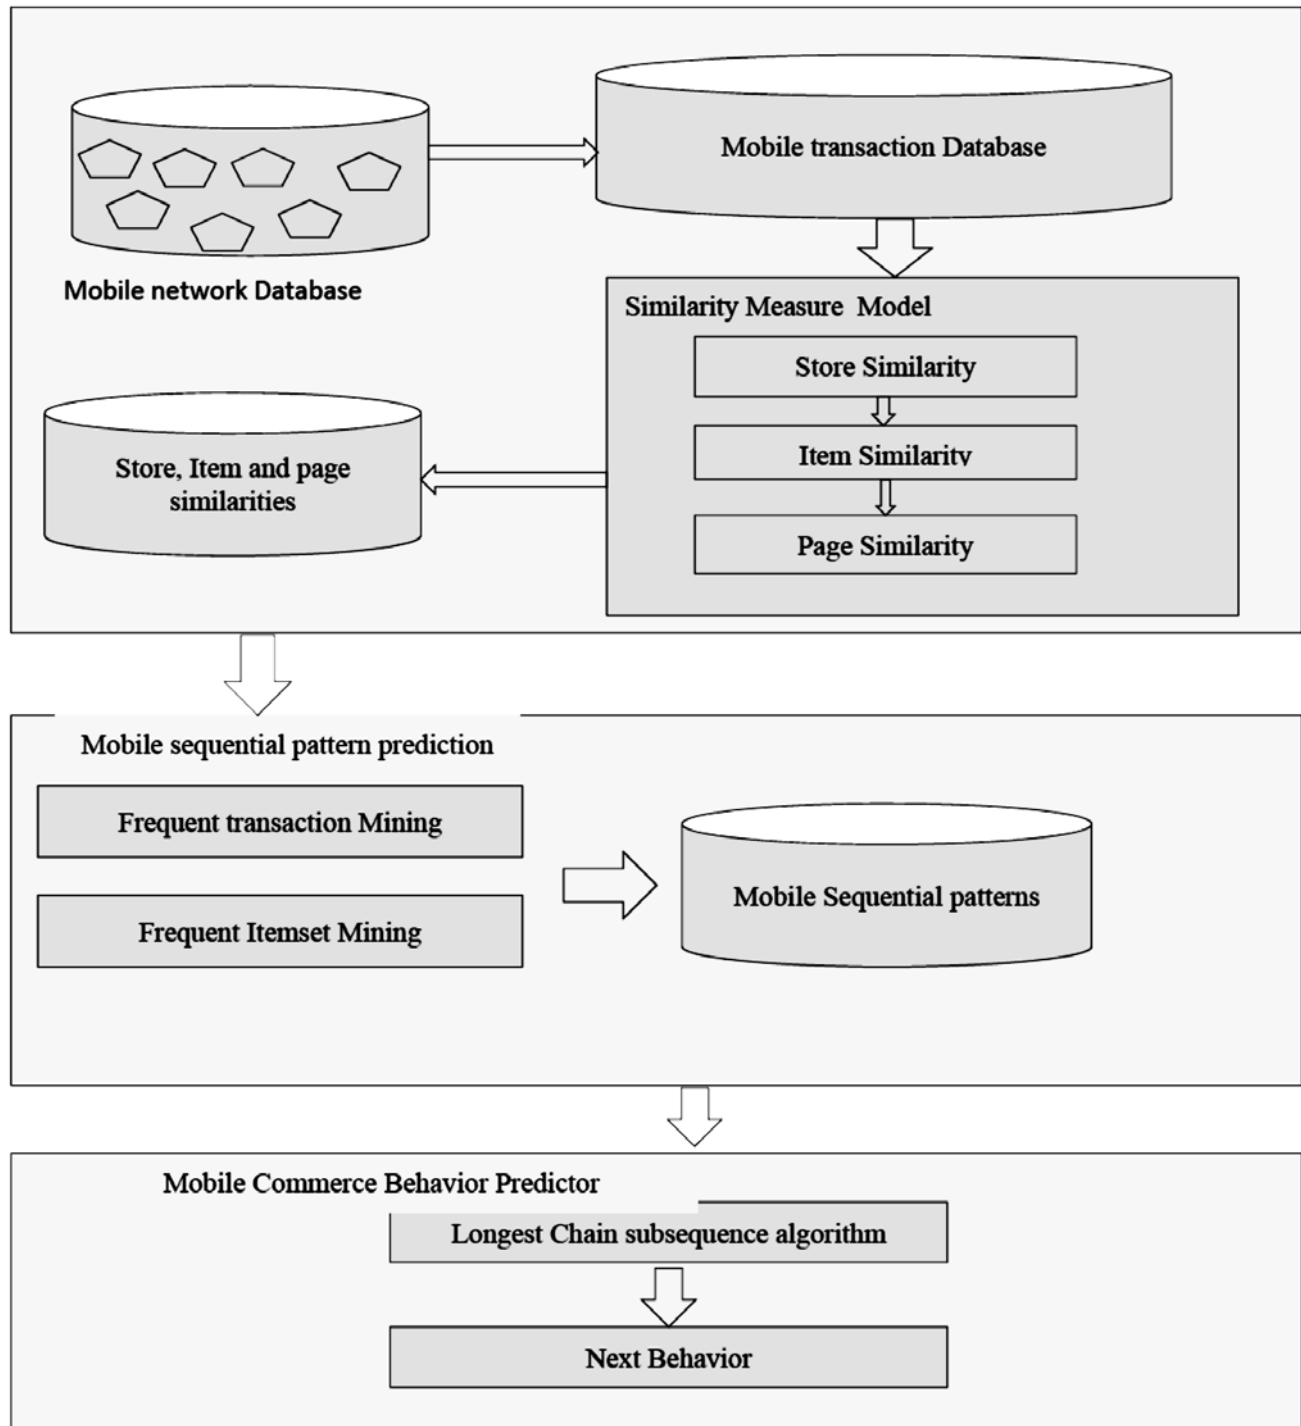 Mobile transaction Database
Mobile network Database
Similarity Measure Model
Store Similarity
Item Similarity
Page Similarity
Store, Item and page
similarities
Mobile sequential pattern prediction
Frequent transaction Mining
Frequent Itemset Mining
Mobile Sequential patterns
Mobile Commerce Behavior Predictor
Longest Chain subsequence algorithm
Next Behavior